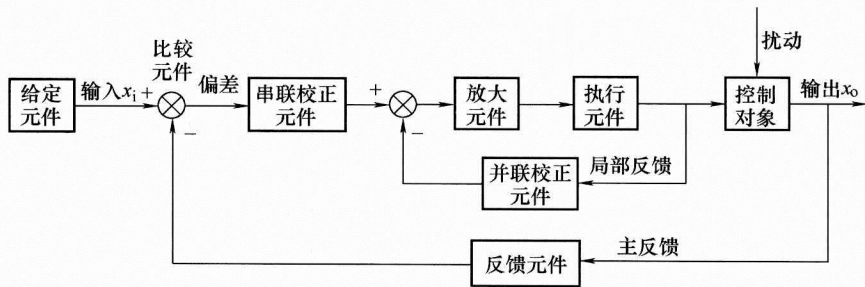 比较
元件
扰动
给定
元件
输入xi
+
−
偏差
串联校正
元件
+
−
放大
元件
执行
元件
控制
对象
输出xo
并联校正
元件
局部反馈
反馈元件
主反馈